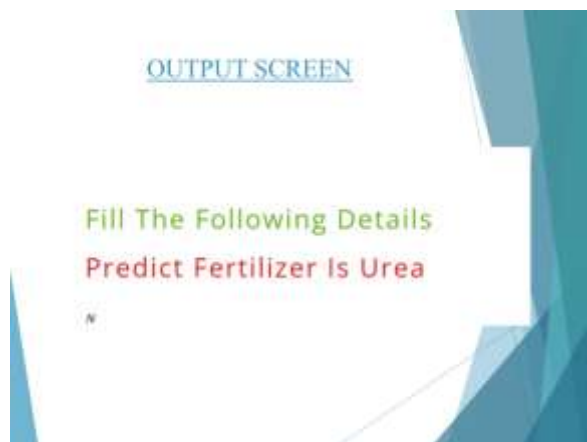 OUTPUT SCREEN
Fill The Following Details
Predict Fertilizer Is Urea
N